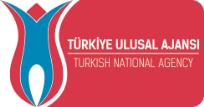 TÜRKİYE ULUSAL AJANSI
TURKISH NATIONAL AGENCY